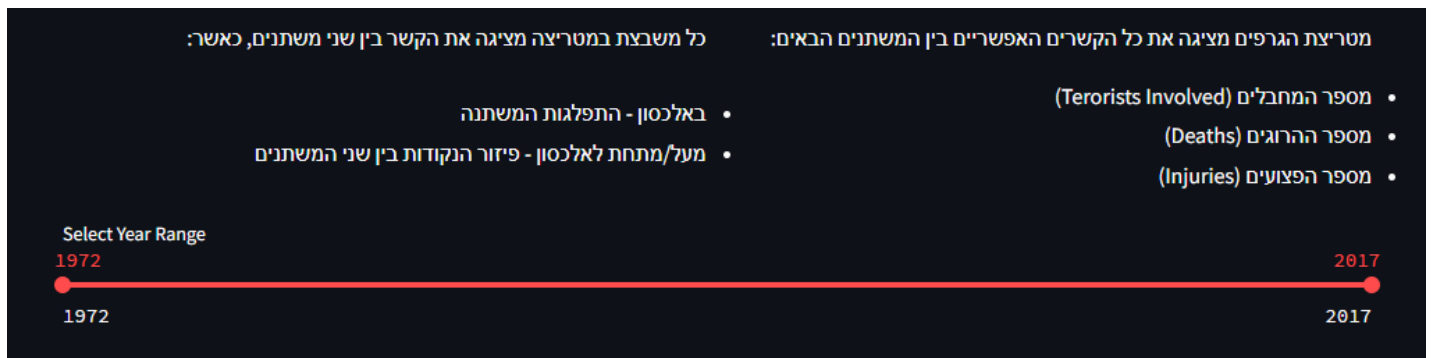 מטריצת הגרפים מציגה את כל הקשרים האפשריים בין המשתנים הבאים:
• מספר המחבלים (Terorists Involved)
• מספר ההרוגים (Deaths)
• מספר הפצועים (Injuries)
כל משבצת במטריצה מציגה את הקשר בין שני משתנים, כאשר:
• באלכסון - התפלגות המשתנה
• מעל/מתחת לאלכסון - פיזור הנקודות בין שני המשתנים
Select Year Range
1972 2017
1972 2017